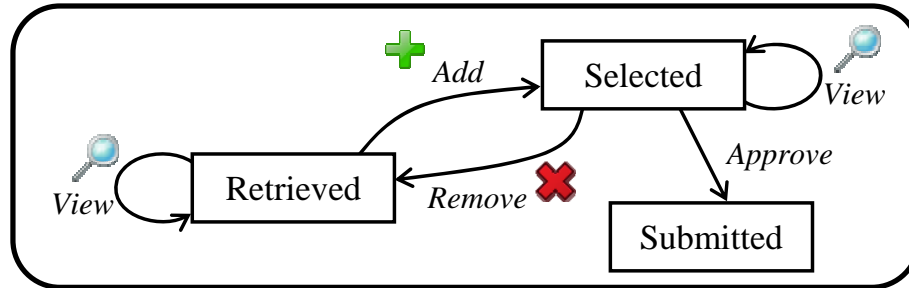 Add
Selected
View
View
Retrieved
Remove
Approve
Submitted